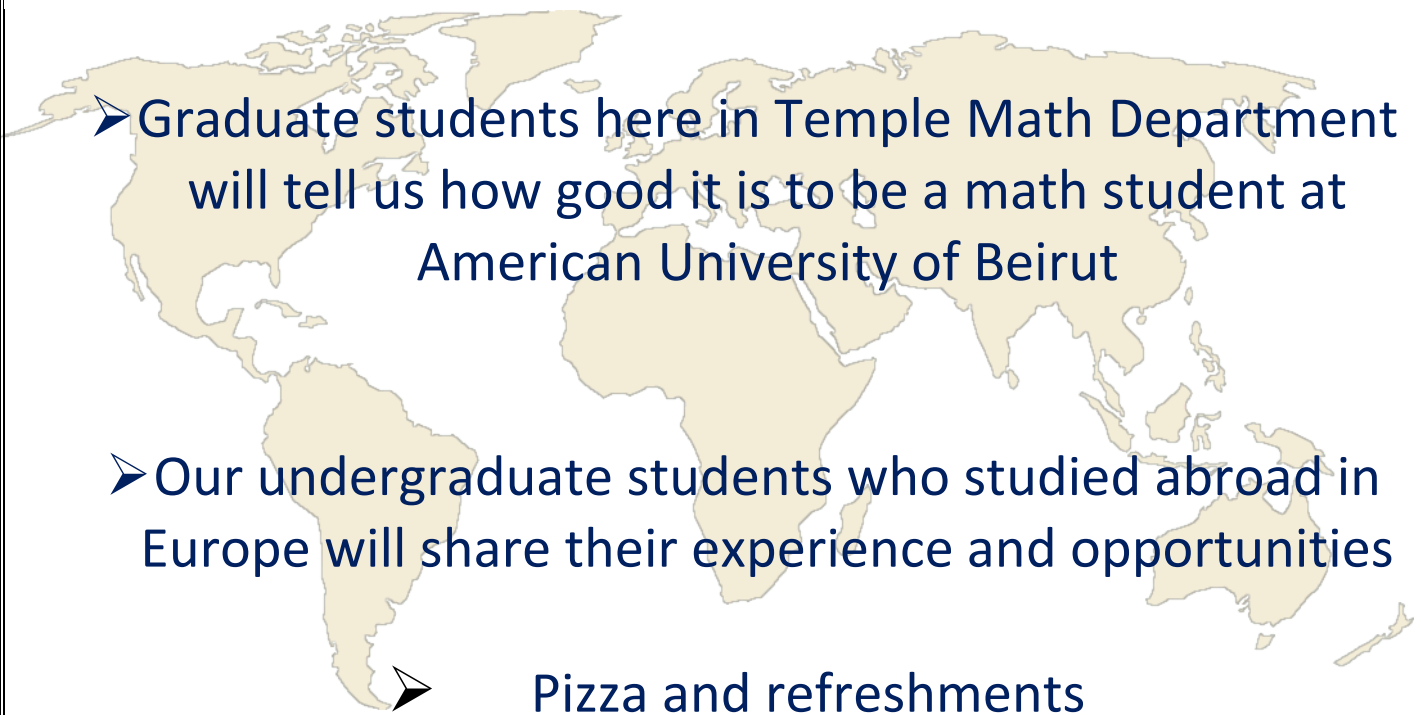 ➢Graduate students here in Temple Math Department
will tell us how good it is to be a math student at
American University of Beirut
➢Our undergraduate students who studied abroad in
Europe will share their experience and opportunities
➢ Pizza and refreshments